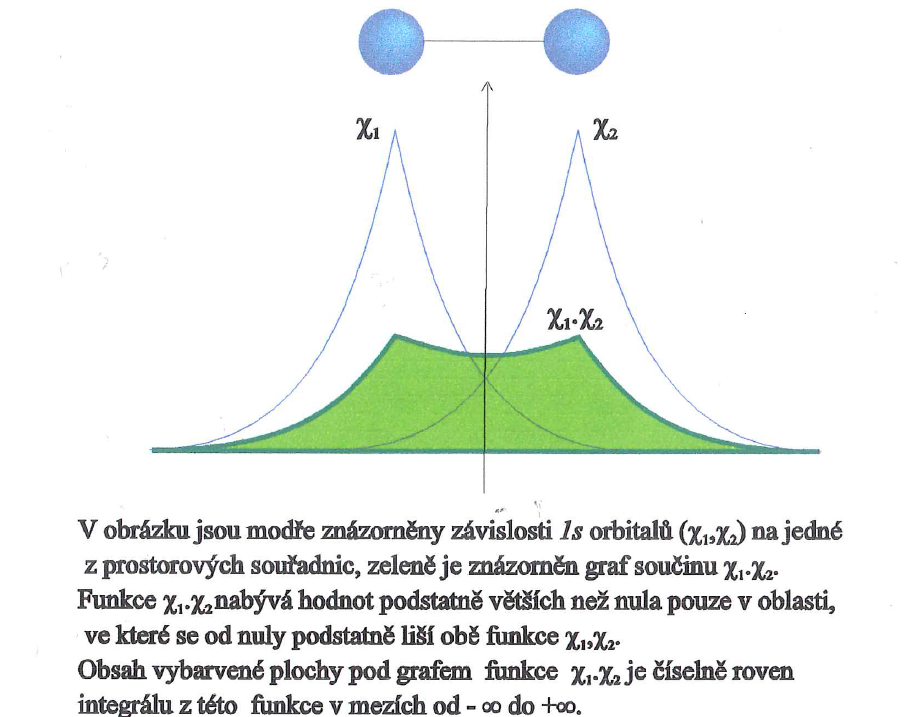 χ₁ χ₂
χ₁·χ₂
V obrázku jsou modře znázorněny závislosti 1s orbitalů (χ₁,χ₂) na jedné
z prostorových souřadnic, zeleně je znázorněn graf součinu χ₁·χ₂.
Funkce χ₁·χ₂ nabývá hodnot podstatně větších než nula pouze v oblasti,
ve které se od nuly podstatně liší obě funkce χ₁,χ₂.
Obsah vybarvené plochy pod grafem funkce χ₁·χ₂ je číselně roven
integrálu z této funkce v mezích od - ∞ do +∞.